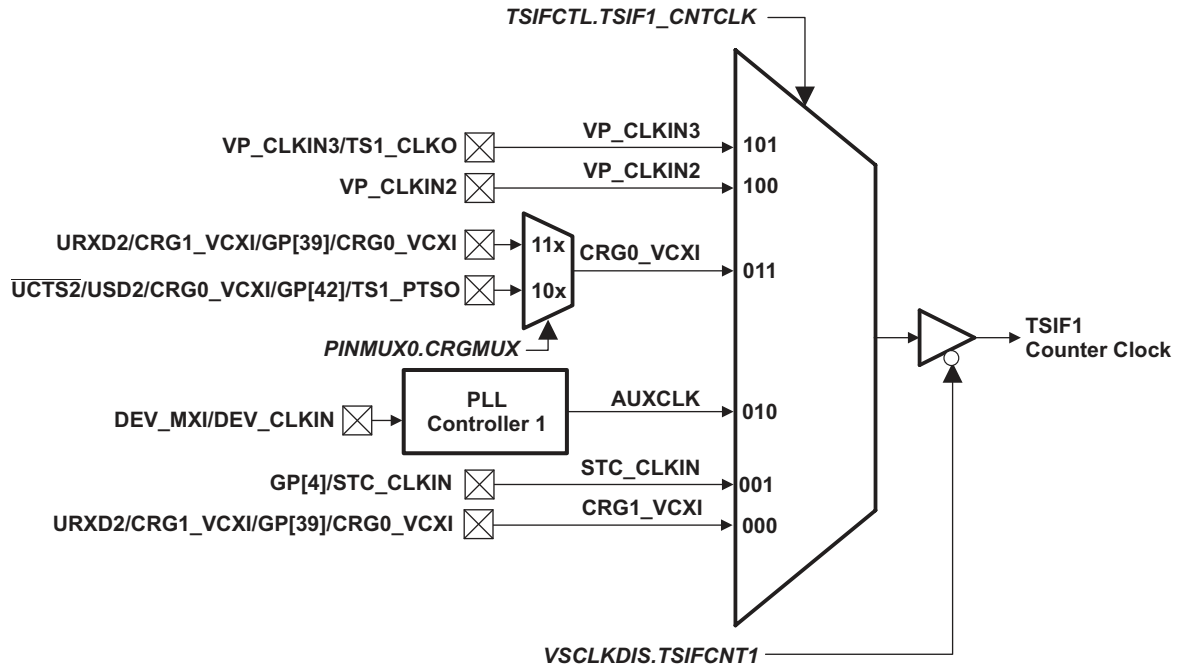 TSIFCTL.TSIF1_CNTCLK
VP_CLKIN3/TS1_CLKO
VP_CLKIN3
101
VP_CLKIN2
VP_CLKIN2
100
URXD2/CRG1_VCXI/GP[39]/CRG0_VCXI
11x
CRG0_VCXI
011
UCTS2/USD2/CRG0_VCXI/GP[42]/TS1_PTSO
10x
PINMUX0.CRGMUX
TSIF1
Counter Clock
DEV_MXI/DEV_CLKIN
PLL
Controller 1
AUXCLK
010
GP[4]/STC_CLKIN
STC_CLKIN
001
URXD2/CRG1_VCXI/GP[39]/CRG0_VCXI
CRG1_VCXI
000
VSCLKDIS.TSIFCNT1